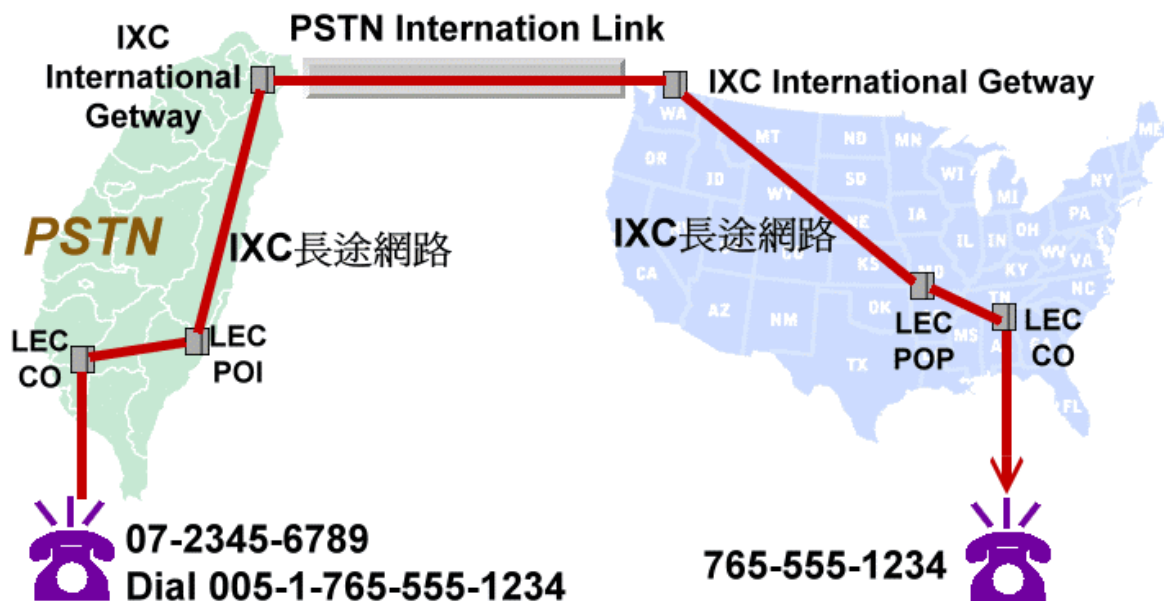 IXC
International
Getway
PSTN Internation Link
IXC International Getway
PSTN
IXC長途網路
IXC長途網路
LEC
CO
LEC
POI
LEC
POP
LEC
CO
WA
MT
ND
MN
ME
OR
ID
WY
SD
WI
MI
NY
NE
IA
PA
IL
IN
OH
WV
VA
CA
KS
KY
NC
AZ
NM
OK
TN
MS
TX
FL
07-2345-6789
Dial 005-1-765-555-1234
765-555-1234